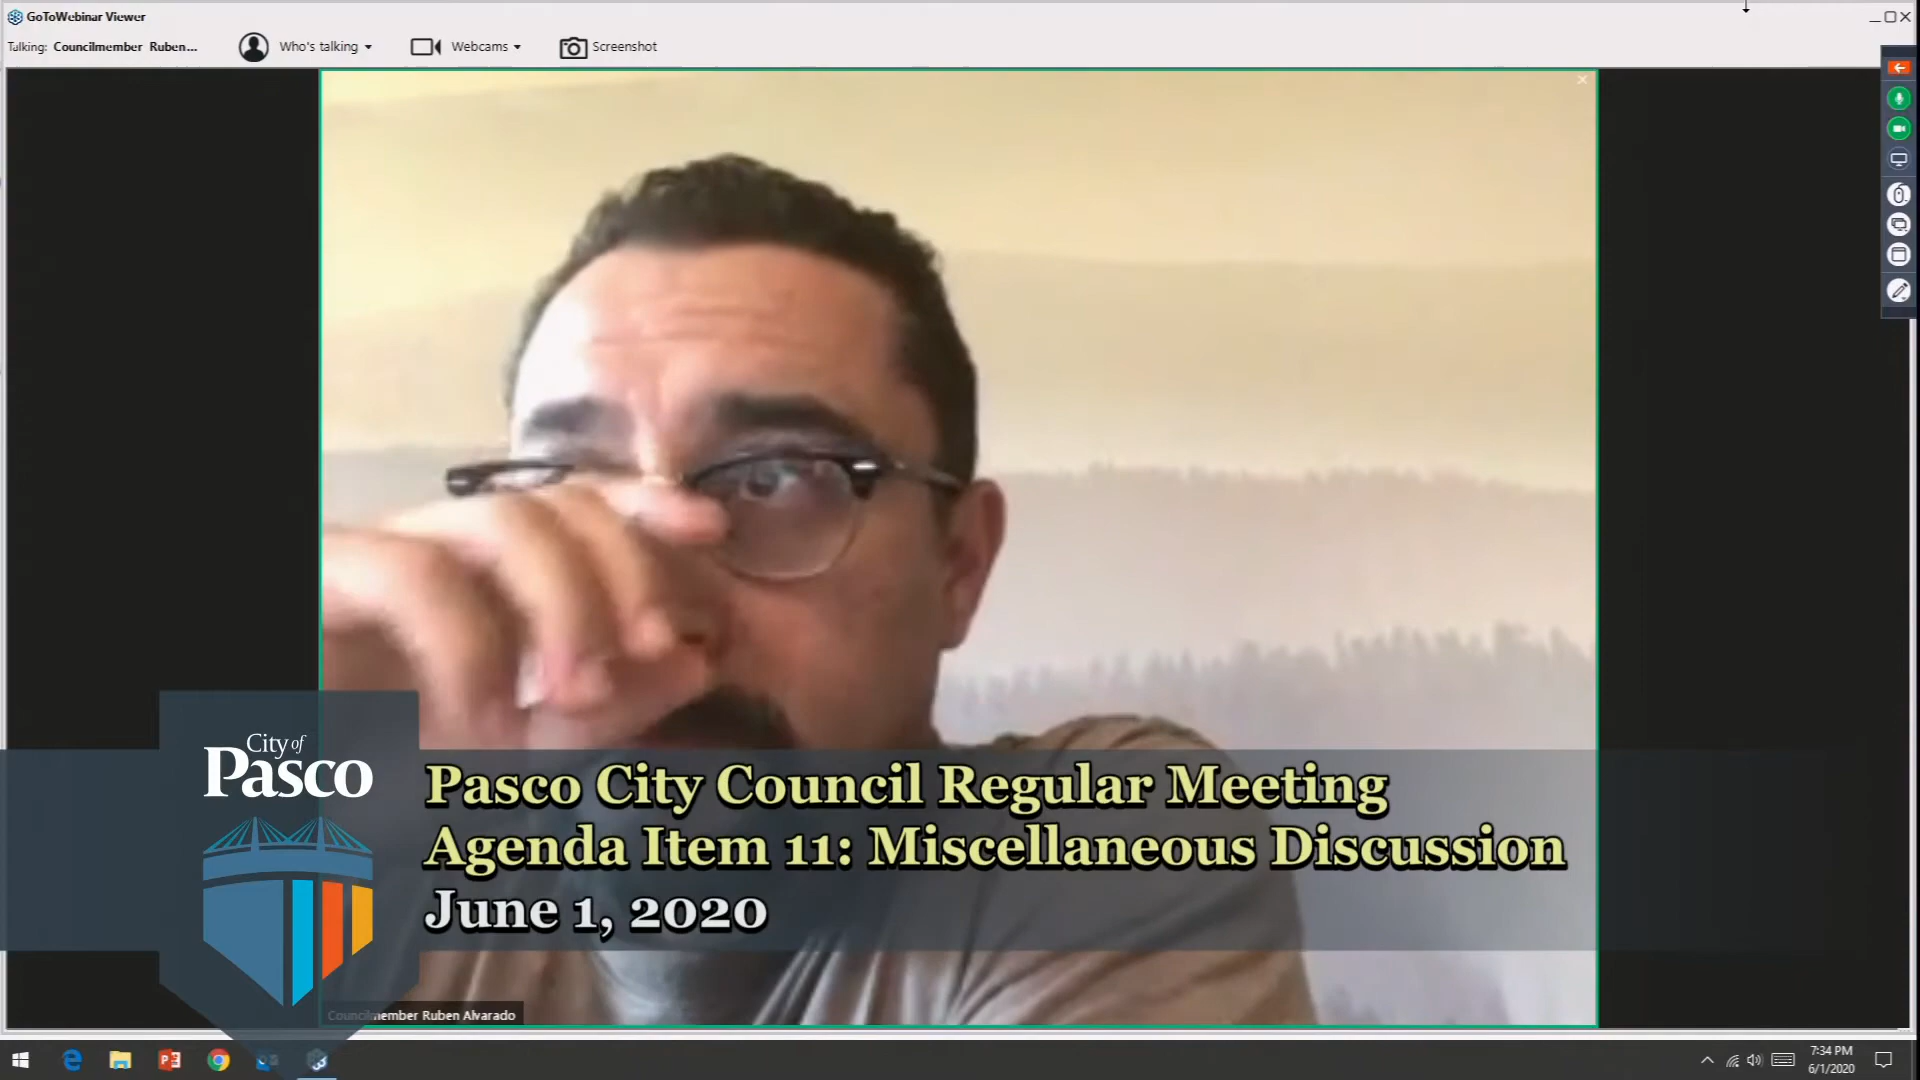 GoToWebinar Viewer
Talking: Councilmember Ruben...
Who's talking
Webcams
Screenshot
City of
Pasco
Pasco City Council Regular Meeting
Agenda Item 11: Miscellaneous Discussion
June 1, 2020
Councilmember Ruben Alvarado
7:34 PM
6/1/2020